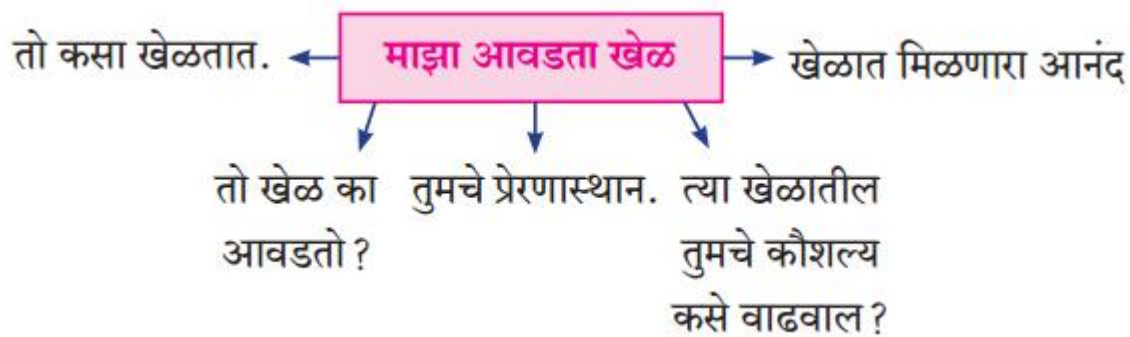 तो कसा खेळतात.
माझा आवडता खेळ
खेळात मिळणारा आनंद
तो खेळ का
आवडतो?
तुमचे प्रेरणास्थान.
त्या खेळातील
तुमचे कौशल्य
कसे वाढवाल?